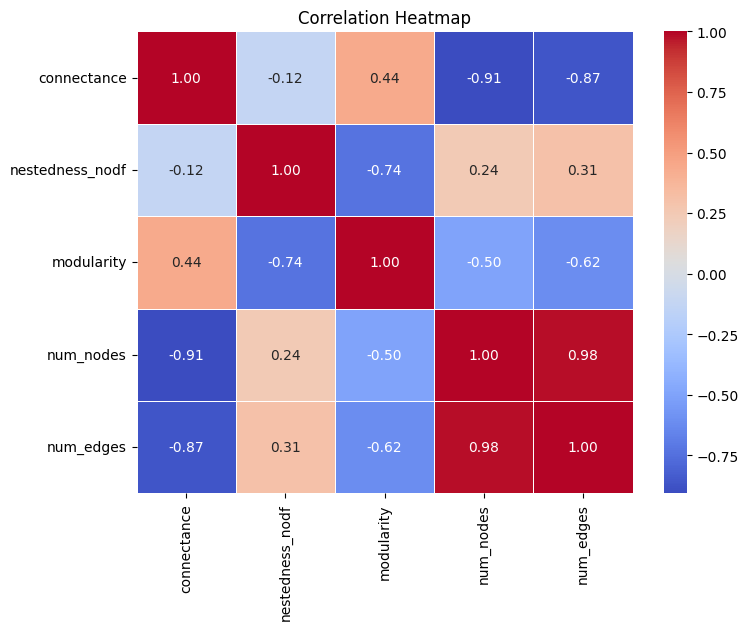 Correlation Heatmap
connectance 1.00 -0.12 0.44 -0.91 -0.87
nestedness_nodf -0.12 1.00 -0.74 0.24 0.31
modularity 0.44 -0.74 1.00 -0.50 -0.62
num_nodes -0.91 0.24 -0.50 1.00 0.98
num_edges -0.87 0.31 -0.62 0.98 1.00
connectance
nestedness_nodf
modularity
num_nodes
num_edges
1.00
0.75
0.50
0.25
0.00
−0.25
−0.50
−0.75